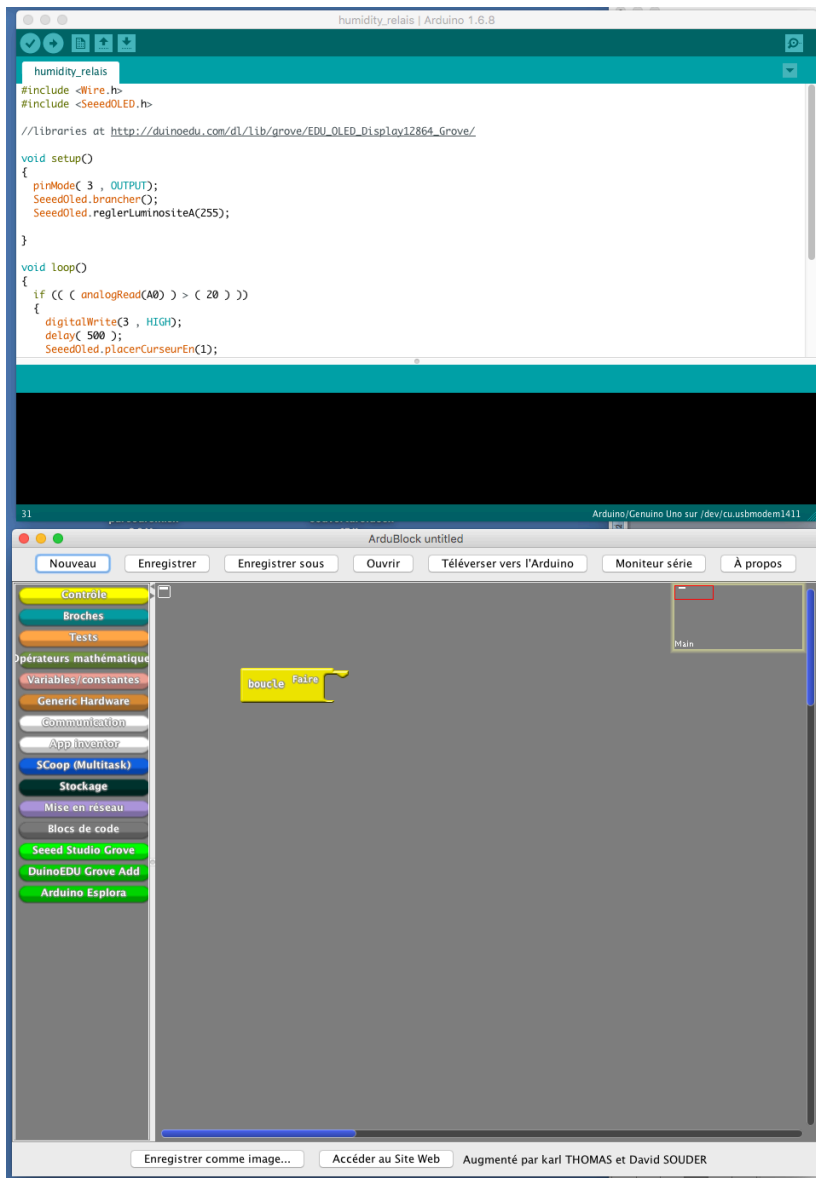 humidity_relais | Arduino 1.6.8
humidity_relais
#include <Wire.h>
#include <SeeedOLED.h>
//libraries at http://duinoedu.com/dl/lib/grove/EDU_OLED_Display12864_Grove/
void setup()
{
pinMode( 3 , OUTPUT);
SeeedOled.brancher();
SeeedOled.reglerLuminositeA(255);
}
void loop()
{
if (( ( analogRead(A0) ) > ( 20 ) ))
{
digitalWrite(3 , HIGH);
delay( 500 );
SeeedOled.placerCurseurEn(1);
31 Arduino/Genuino Uno sur /dev/cu.usbmodem1411
ArduBlock untitled
Nouveau Enregistrer Enregistrer sous Ouvrir Téléverser vers l'Arduino Moniteur série À propos
Contrôle
Broches
Tests
Opérateurs mathématique
Variables/constantes
Generic Hardware
Communication
App inventor
SCoop (Multitask)
Stockage
Mise en réseau
Blocs de code
Seeed Studio Grove
DuinoEDU Grove Add
Arduino Esplora
Main
boucle Faire
Enregistrer comme image... Accéder au Site Web Augmenté par karl THOMAS et David SOUDER